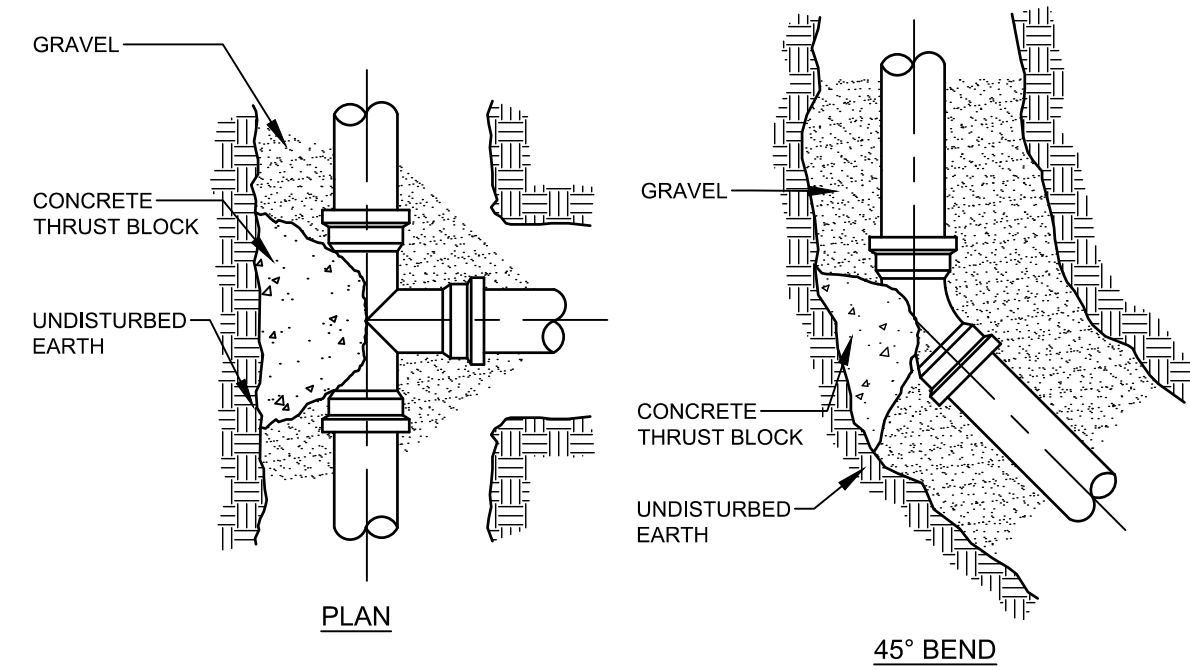 GRAVEL
CONCRETE
THRUST BLOCK
UNDISTURBED
EARTH
PLAN
GRAVEL
CONCRETE
THRUST BLOCK
UNDISTURBED
EARTH
45° BEND